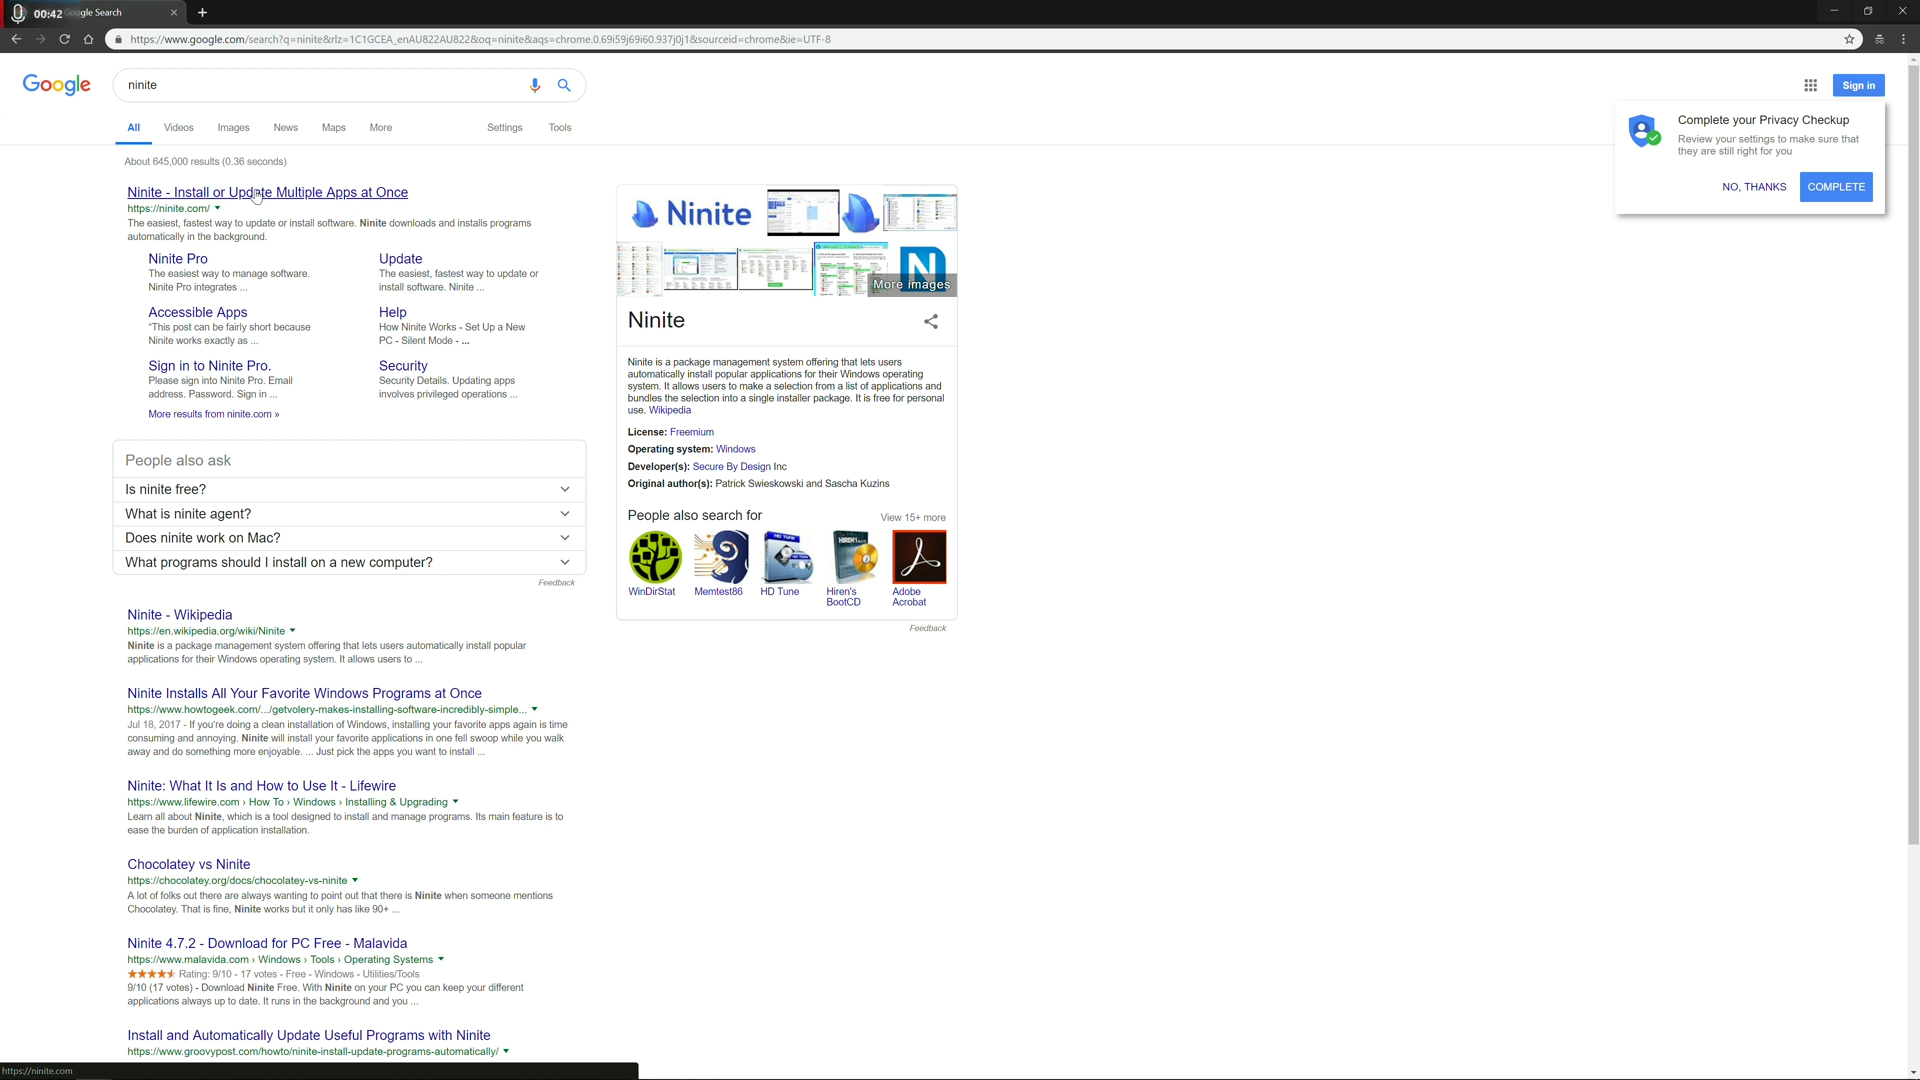 00:42
gle Search
https://www.google.com/search?q=ninite&rlz=1C1GCEA_enAU822AU822&oq=ninite&aqs=chrome.0.69i59j69i60.937j0j1&sourceid=chrome&ie=UTF-8
Google
ninite
Sign in
All Videos Images News Maps More Settings Tools
Complete your Privacy Checkup
Review your settings to make sure that
they are still right for you
NO, THANKS COMPLETE
About 645,000 results (0.36 seconds)
Ninite - Install or Update Multiple Apps at Once
https://ninite.com/
The easiest, fastest way to update or install software. Ninite downloads and installs programs
automatically in the background.
Ninite Pro
The easiest way to manage software.
Ninite Pro integrates ...
Update
The easiest, fastest way to update or
install software. Ninite ...
Accessible Apps
"This post can be fairly short because
Ninite works exactly as ...
Help
How Ninite Works - Set Up a New
PC - Silent Mode - ...
Sign in to Ninite Pro.
Please sign into Ninite Pro. Email
address. Password. Sign in ...
Security
Security Details. Updating apps
involves privileged operations ...
More results from ninite.com »
People also ask
Is ninite free?
What is ninite agent?
Does ninite work on Mac?
What programs should I install on a new computer?
Feedback
Ninite - Wikipedia
https://en.wikipedia.org/wiki/Ninite
Ninite is a package management system offering that lets users automatically install popular
applications for their Windows operating system. It allows users to ...
Ninite Installs All Your Favorite Windows Programs at Once
https://www.howtogeek.com/.../getvolery-makes-installing-software-incredibly-simple...
Jul 18, 2017 - If you're doing a clean installation of Windows, installing your favorite apps again is time
consuming and annoying. Ninite will install your favorite applications in one fell swoop while you walk
away and do something more enjoyable. ... Just pick the apps you want to install ...
Ninite: What It Is and How to Use It - Lifewire
https://www.lifewire.com › How To › Windows › Installing & Upgrading
Learn all about Ninite, which is a tool designed to install and manage programs. Its main feature is to
ease the burden of application installation.
Chocolatey vs Ninite
https://chocolatey.org/docs/chocolatey-vs-ninite
A lot of folks out there are always wanting to point out that there is Ninite when someone mentions
Chocolatey. That is fine, Ninite works but it only has like 90+ ...
Ninite 4.7.2 - Download for PC Free - Malavida
https://www.malavida.com › Windows › Tools › Operating Systems
Rating: 9/10 - 17 votes - Free - Windows - Utilities/Tools
9/10 (17 votes) - Download Ninite Free. With Ninite on your PC you can keep your different
applications always up to date. It runs in the background and you ...
Install and Automatically Update Useful Programs with Ninite
https://www.groovypost.com/howto/ninite-install-update-programs-automatically/
Ninite
N
More images
Ninite
Ninite is a package management system offering that lets users
automatically install popular applications for their Windows operating
system. It allows users to make a selection from a list of applications and
bundles the selection into a single installer package. It is free for personal
use. Wikipedia
License: Freemium
Operating system: Windows
Developer(s): Secure By Design Inc
Original author(s): Patrick Swieskowski and Sascha Kuzins
People also search for
View 15+ more
HD TUNE
HIREN'S
WinDirStat
Memtest86
HD Tune
Hiren's
BootCD
Adobe
Acrobat
Feedback
https://ninite.com